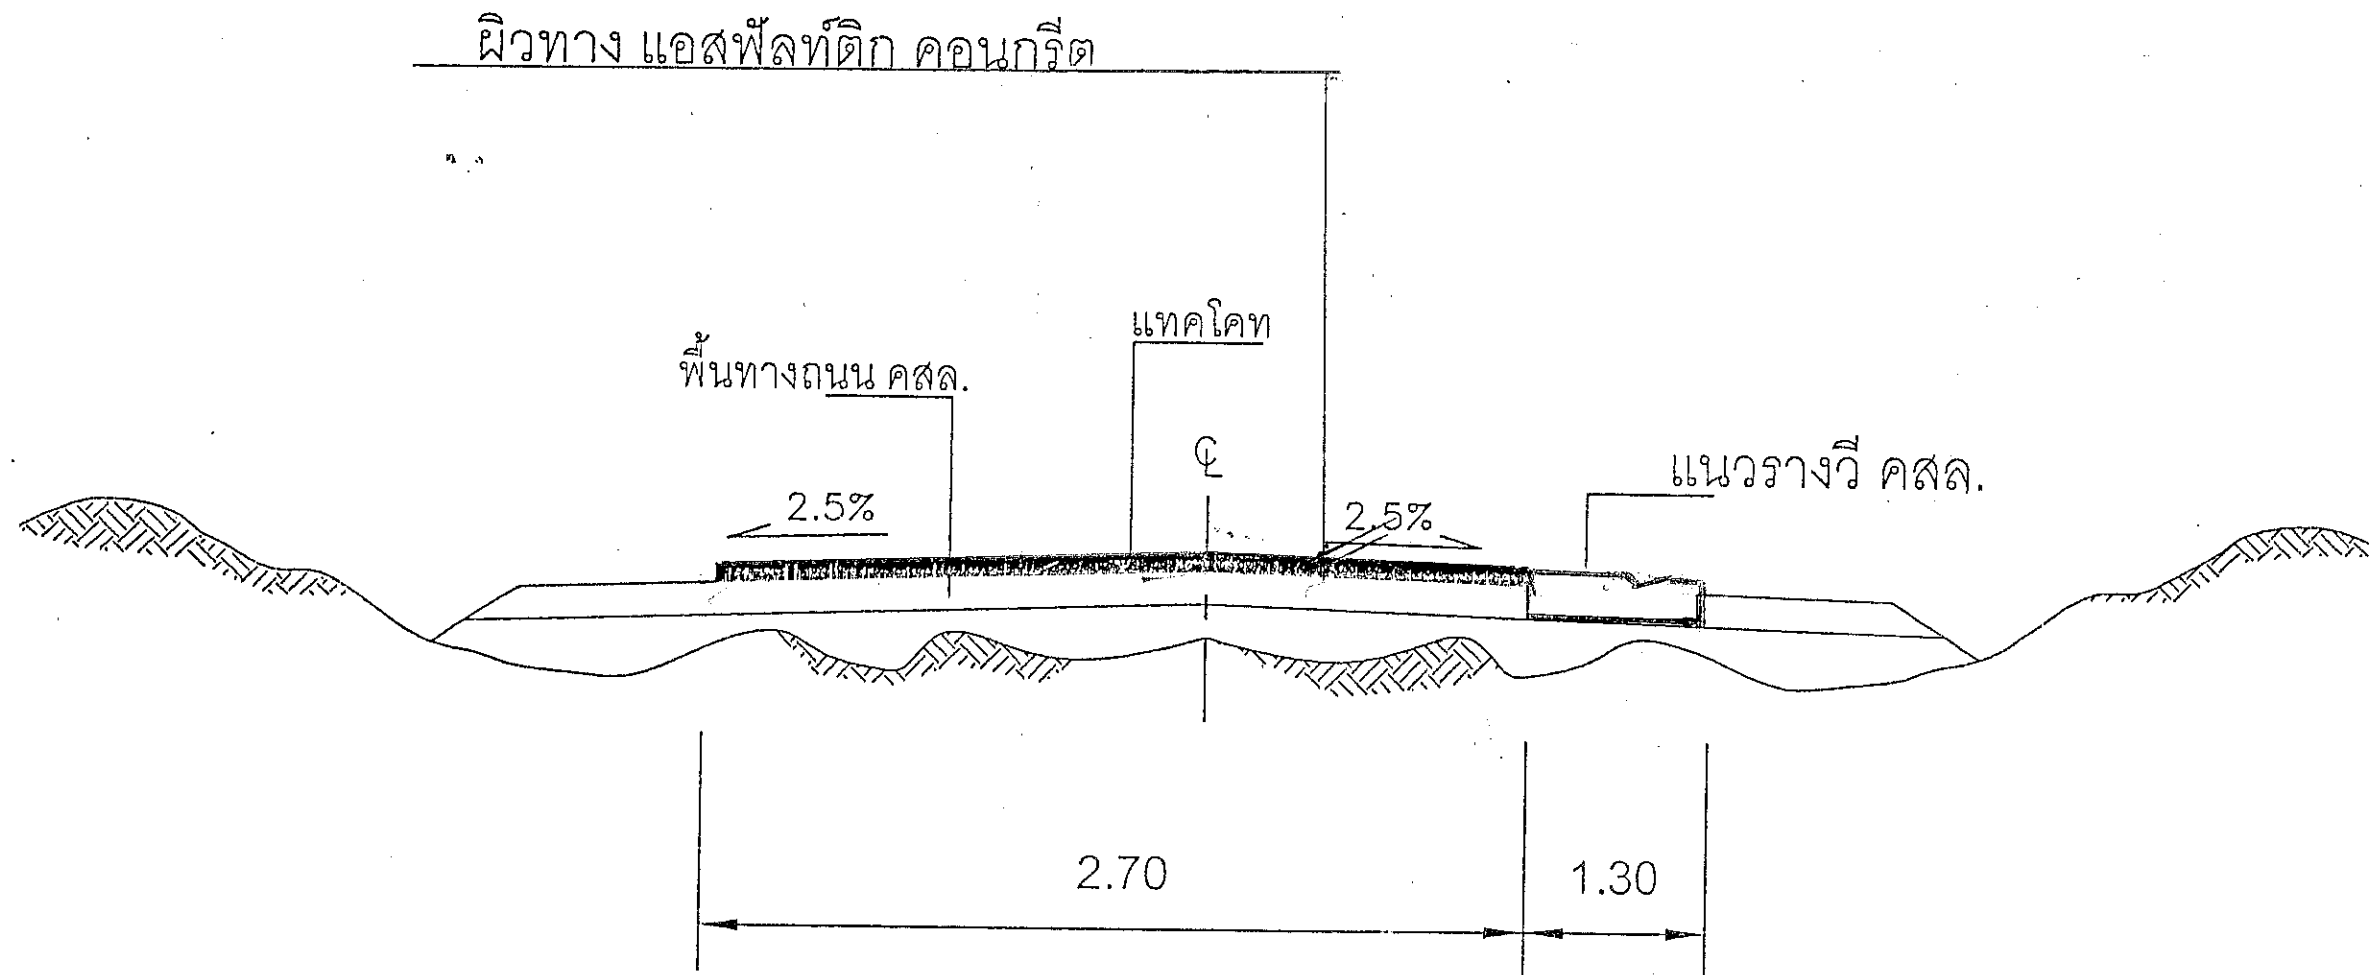 ผิวทาง แอสฟัลท์ติก คอนกรีต
แทคโคท
พื้นทางถนน คสล.
℄
แนวรางวี คสล.
2.5%
2.5%
2.70
1.30